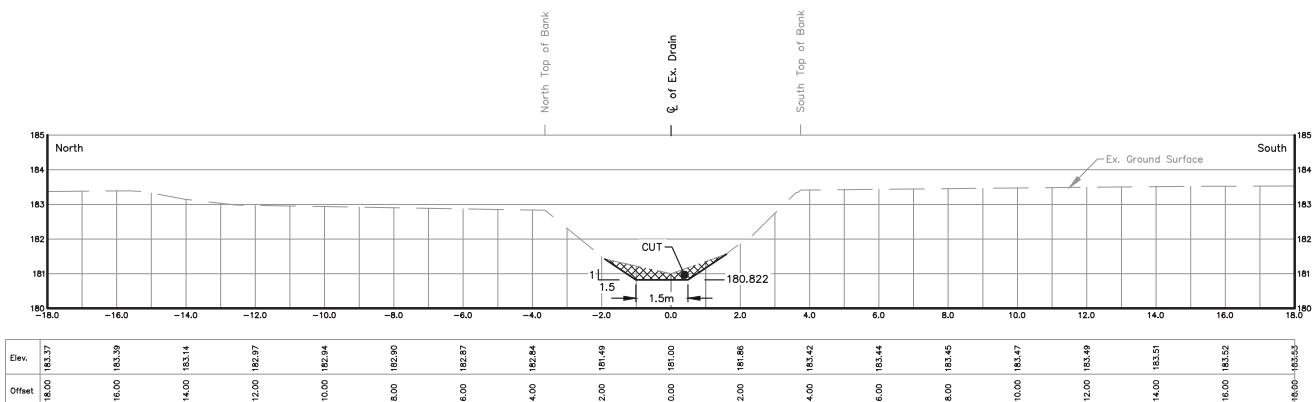 North Top of Bank
℄ of Ex. Drain
South Top of Bank
185
185
North
South
184
184
Ex. Ground Surface
183
183
182
182
CUT
181
181
1
1.5
1.5m
180.822
180
180
-18.0 -16.0 -14.0 -12.0 -10.0 -8.0 -6.0 -4.0 -2.0 0.0 2.0 4.0 6.0 8.0 10.0 12.0 14.0 16.0 18.0
Elev. 183.37 183.39 183.14 182.97 182.94 182.90 182.87 182.84 181.49 181.00 181.86 183.42 183.44 183.45 183.47 183.49 183.51 183.52 183.53
Offset 18.00 16.00 14.00 12.00 10.00 8.00 6.00 4.00 2.00 0.00 2.00 4.00 6.00 8.00 10.00 12.00 14.00 16.00 18.00